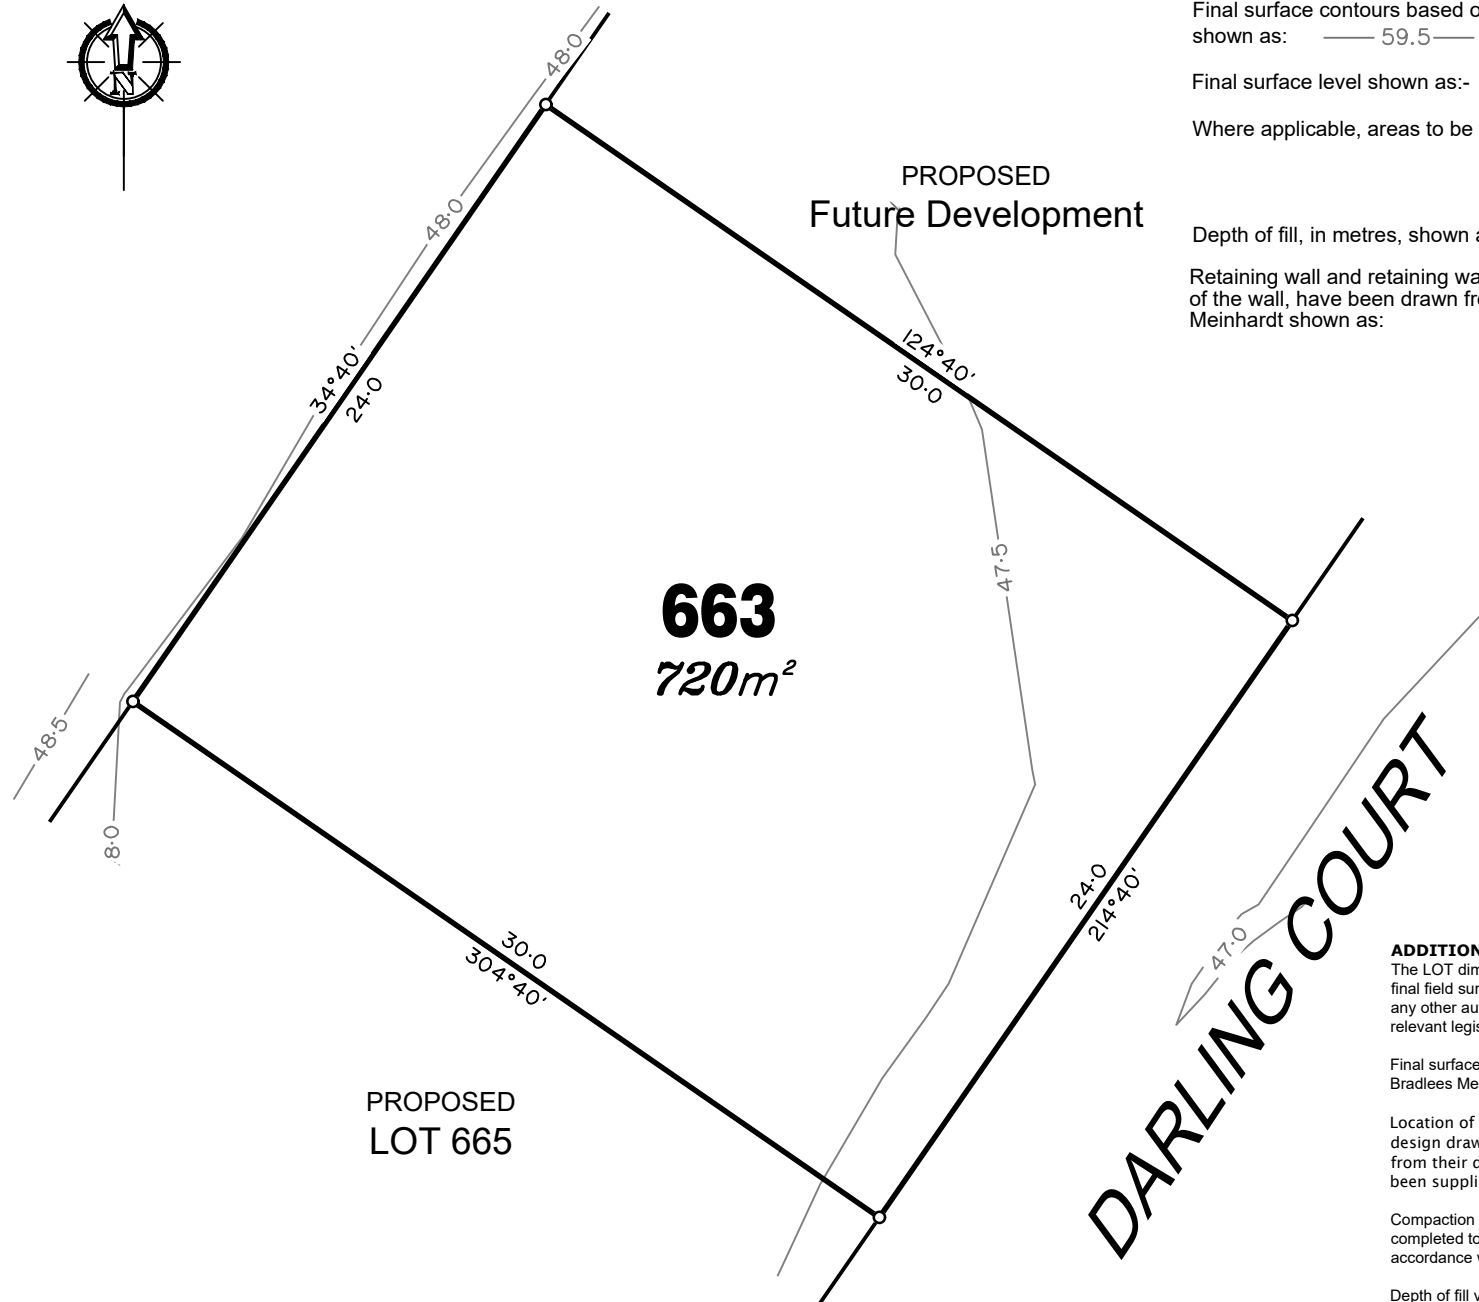 N
Final surface contours based o
shown as:
59.5
Final surface level shown as:-
Where applicable, areas to be
Depth of fill, in metres, shown
Retaining wall and retaining wa
of the wall, have been drawn fr
Meinhardt shown as:
48·0
48·0
PROPOSED
Future Development
34°40'
24·0
124°40'
30·0
47·5
663
720m²
48·5
8·0
24·0
214°40'
30·0
304°40'
47·0
DARLING COURT
PROPOSED
LOT 665
ADDITION
The LOT dim
final field sur
any other au
relevant legis
Final surface
Bradlees Me
Location of
design draw
from their d
been suppli
Compaction
completed to
accordance
Depth of fill